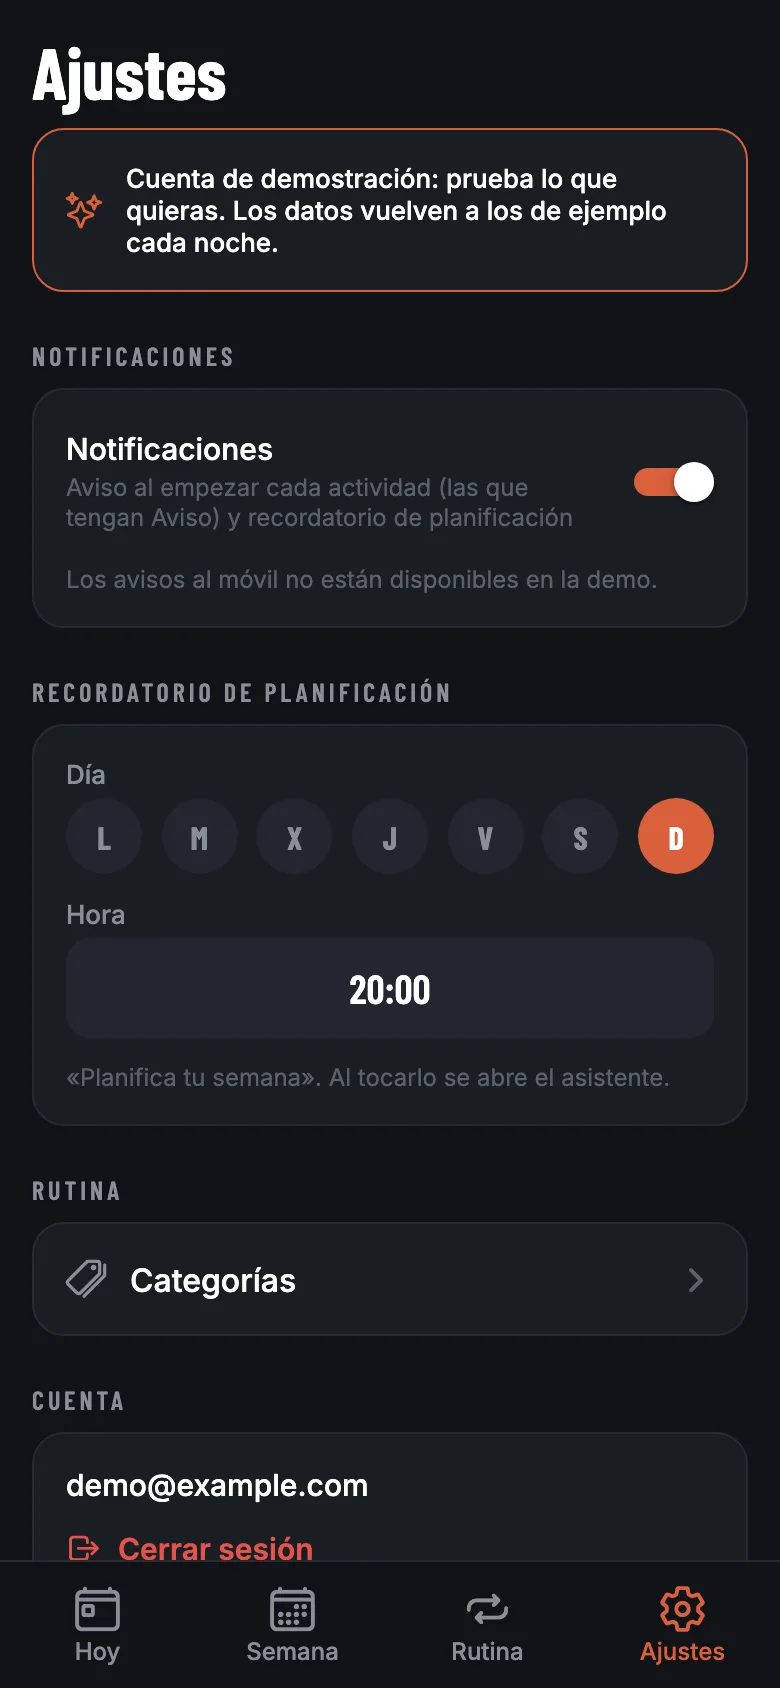 Ajustes
Cuenta de demostración: prueba lo que
quieras. Los datos vuelven a los de ejemplo
cada noche.
NOTIFICACIONES
Notificaciones
Aviso al empezar cada actividad (las que
tengan Aviso) y recordatorio de planificación
Los avisos al móvil no están disponibles en la demo.
RECORDATORIO DE PLANIFICACIÓN
Día
L M X J V S D
Hora
20:00
«Planifica tu semana». Al tocarlo se abre el asistente.
RUTINA
Categorías
CUENTA
demo@example.com
Cerrar sesión
Hoy Semana Rutina Ajustes